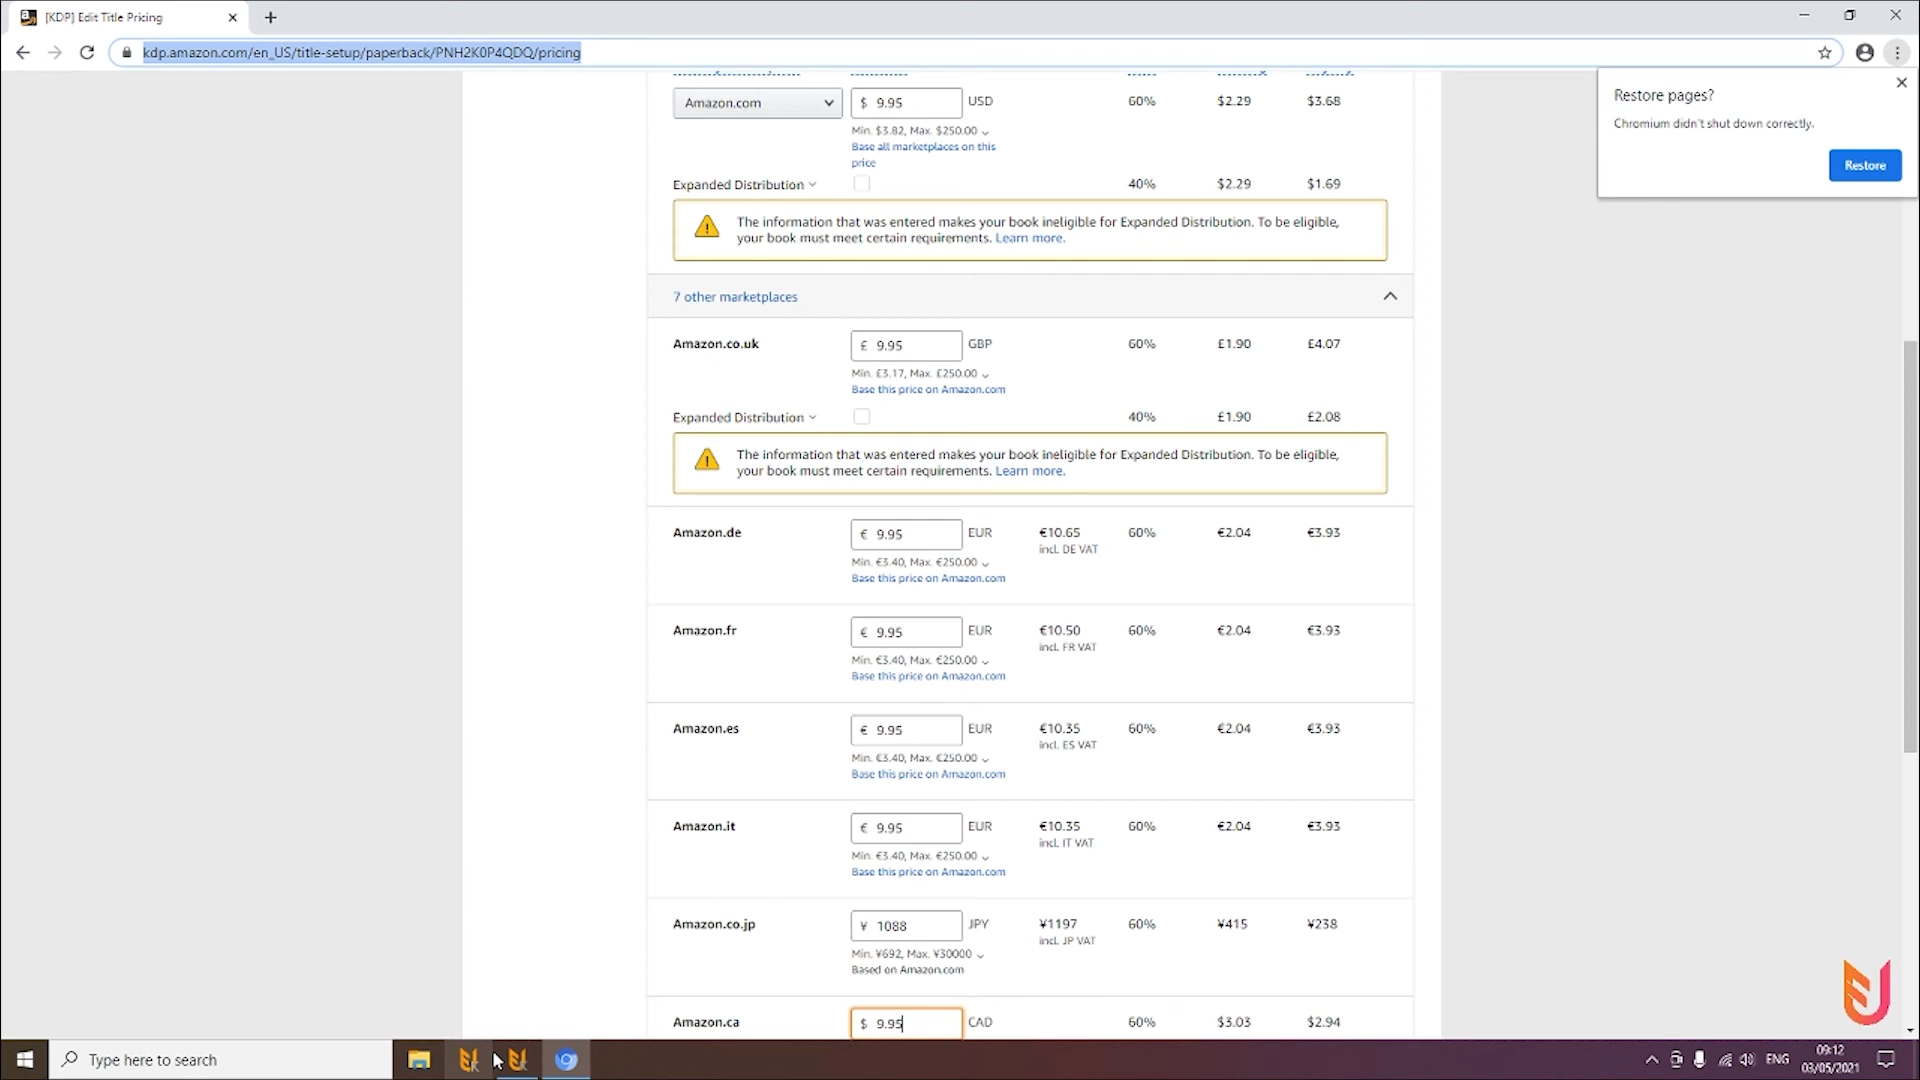 [KDP] Edit Title Pricing
kdp.amazon.com/en_US/title-setup/paperback/PNH2K0P4QDQ/pricing
Restore pages?
Chromium didn't shut down correctly.
Restore
Amazon.com $ 9.95 USD 60% $2.29 $3.68
Min. $3.82, Max. $250.00
Base all marketplaces on this
price
Expanded Distribution 40% $2.29 $1.69
The information that was entered makes your book ineligible for Expanded Distribution. To be eligible,
your book must meet certain requirements. Learn more.
7 other marketplaces
Amazon.co.uk £ 9.95 GBP 60% £1.90 £4.07
Min. £3.17, Max. £250.00
Base this price on Amazon.com
Expanded Distribution 40% £1.90 £2.08
The information that was entered makes your book ineligible for Expanded Distribution. To be eligible,
your book must meet certain requirements. Learn more.
Amazon.de € 9.95 EUR €10.65 60% €2.04 €3.93
incl. DE VAT
Min. €3.40, Max. €250.00
Base this price on Amazon.com
Amazon.fr € 9.95 EUR €10.50 60% €2.04 €3.93
incl. FR VAT
Min. €3.40, Max. €250.00
Base this price on Amazon.com
Amazon.es € 9.95 EUR €10.35 60% €2.04 €3.93
incl. ES VAT
Min. €3.40, Max. €250.00
Base this price on Amazon.com
Amazon.it € 9.95 EUR €10.35 60% €2.04 €3.93
incl. IT VAT
Min. €3.40, Max. €250.00
Base this price on Amazon.com
Amazon.co.jp ¥ 1088 JPY ¥1197 60% ¥415 ¥238
incl. JP VAT
Min. ¥692, Max. ¥30000
Based on Amazon.com
Amazon.ca $ 9.95 CAD 60% $3.03 $2.94
Type here to search
ENG
09:12
03/05/2021